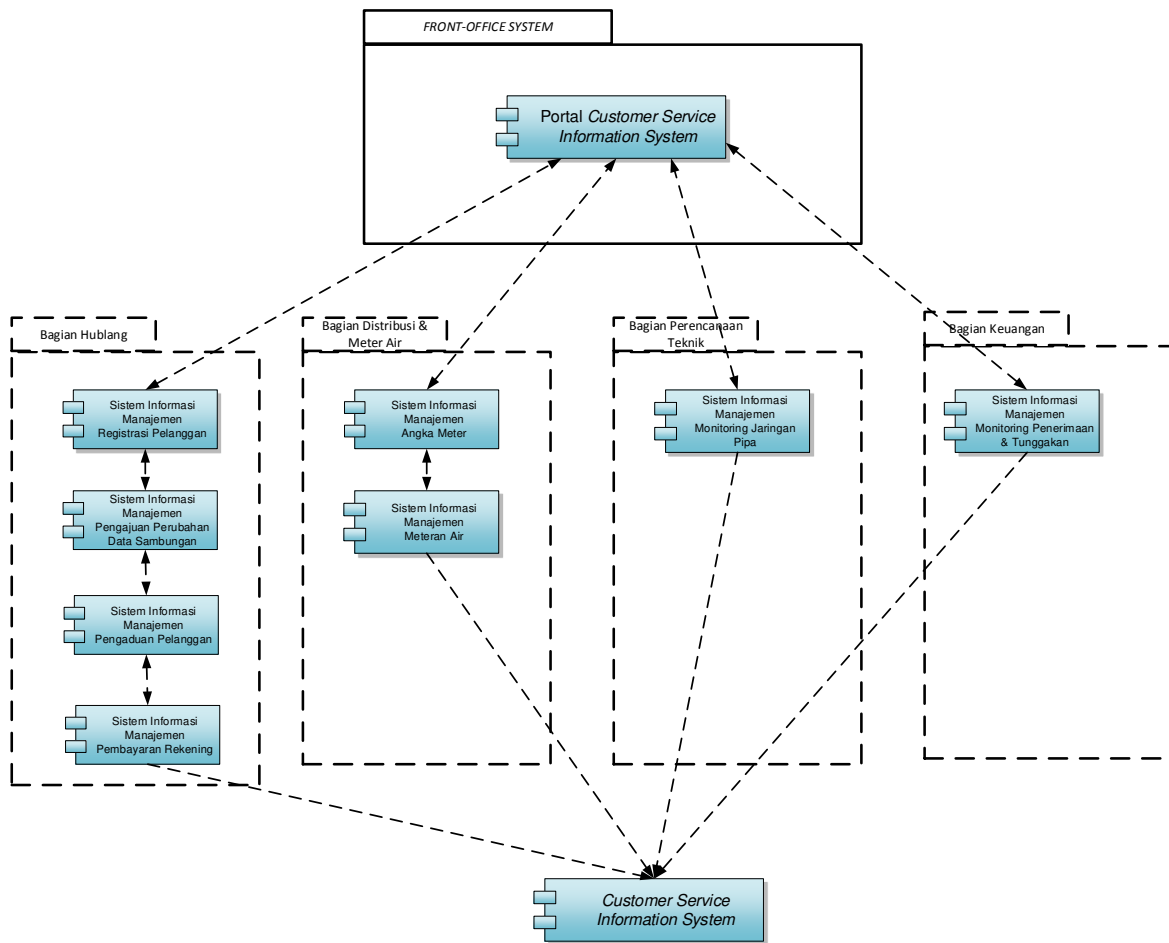 FRONT-OFFICE SYSTEM
Portal Customer Service
Information System
Bagian Hublang
Sistem Informasi
Manajemen
Registrasi Pelanggan
Sistem Informasi
Manajemen
Pengajuan Perubahan
Data Sambungan
Sistem Informasi
Manajemen
Pengaduan Pelanggan
Sistem Informasi
Manajemen
Pembayaran Rekening
Bagian Distribusi &
Meter Air
Sistem Informasi
Manajemen
Angka Meter
Sistem Informasi
Manajemen
Meteran Air
Bagian Perencanaan
Teknik
Sistem Informasi
Manajemen
Monitoring Jaringan
Pipa
Bagian Keuangan
Sistem Informasi
Manajemen
Monitoring Penerimaan
& Tunggakan
Customer Service
Information System